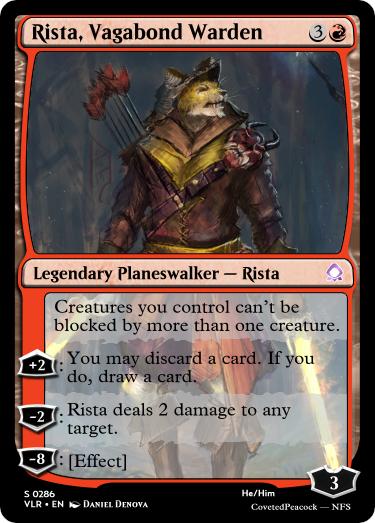 Rista, Vagabond Warden 3
Legendary Planeswalker — Rista
Creatures you control can't be
blocked by more than one creature.
+2: You may discard a card. If you
do, draw a card.
-2: Rista deals 2 damage to any
target.
-8: [Effect]
3
S 0286 He/Him
VLR • EN Daniel Denova CovetedPeacock — NFS